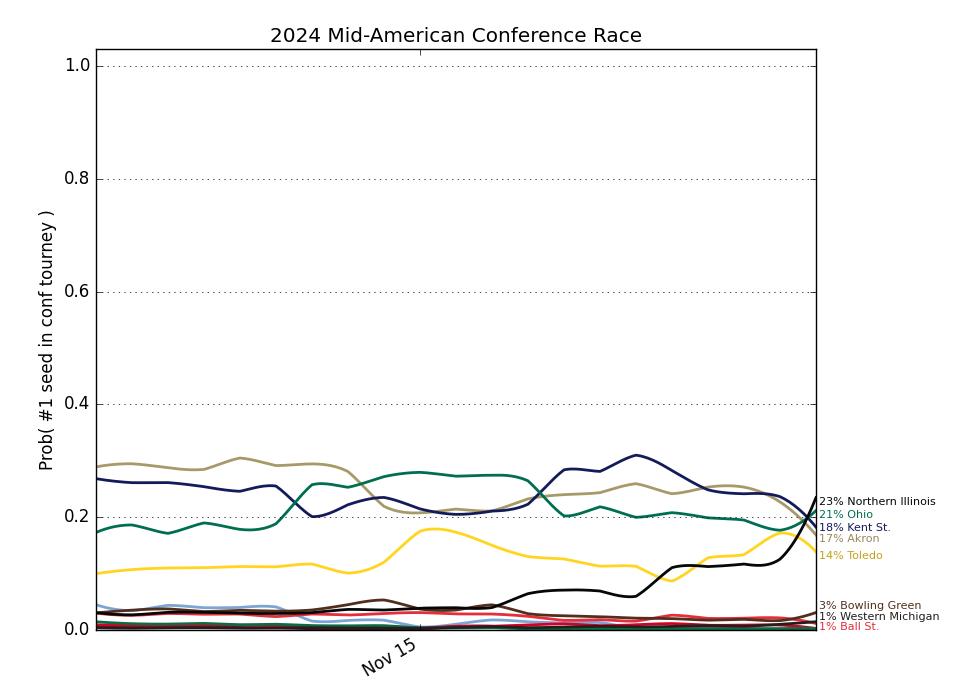 2024 Mid-American Conference Race
Prob( #1 seed in conf tourney )
1.0
0.8
0.6
0.4
0.2
0.0
Nov 15
23% Northern Illinois
21% Ohio
18% Kent St.
17% Akron
14% Toledo
3% Bowling Green
1% Western Michigan
1% Ball St.